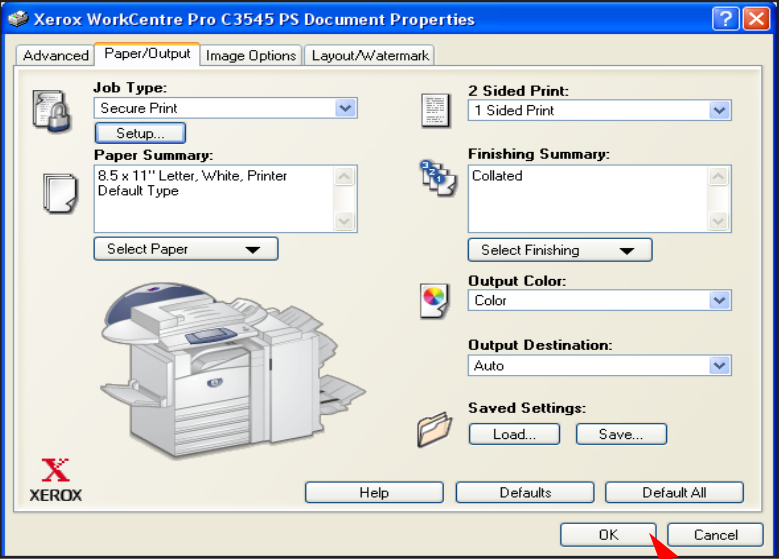 Xerox WorkCentre Pro C3545 PS Document Properties
Advanced Paper/Output Image Options Layout/Watermark
Job Type:
Secure Print
Setup...
Paper Summary:
8.5 x 11" Letter, White, Printer
Default Type
Select Paper
2 Sided Print:
1 Sided Print
Finishing Summary:
Collated
Select Finishing
Output Color:
Color
Output Destination:
Auto
Saved Settings:
Load... Save...
XEROX
Help Defaults Default All
OK Cancel